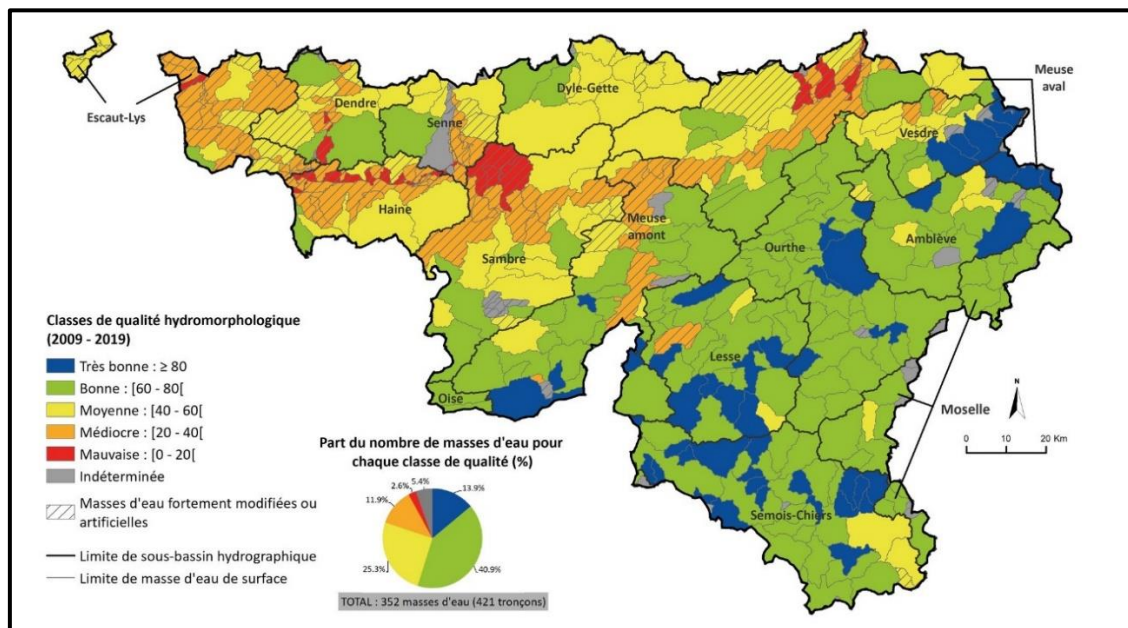 Escaut-Lys
Dendre
Senne
Dyle-Gette
Meuse
aval
Vesdre
Haine
Meuse
amont
Sambre
Ourthe
Amblève
Lesse
Oise
Moselle
Semois-Chiers
N
0 10 20 Km
Classes de qualité hydromorphologique
(2009 - 2019)
Très bonne : ≥ 80
Bonne : [60 - 80[
Moyenne : [40 - 60[
Médiocre : [20 - 40[
Mauvaise : [0 - 20[
Indéterminée
Masses d'eau fortement modifiées ou
artificielles
Limite de sous-bassin hydrographique
Limite de masse d'eau de surface
Part du nombre de masses d'eau pour
chaque classe de qualité (%)
2.6%
5.4%
13.9%
11.9%
25.3%
40.9%
TOTAL : 352 masses d'eau (421 tronçons)